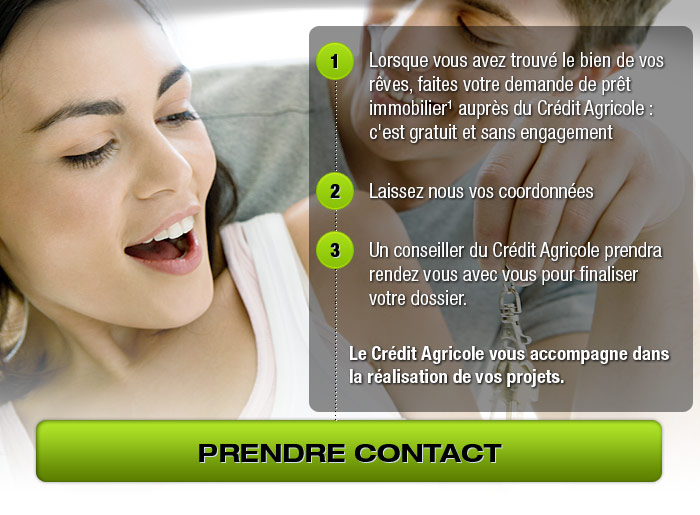 1 Lorsque vous avez trouvé le bien de vos
rêves, faites votre demande de prêt
immobilier¹ auprès du Crédit Agricole :
c'est gratuit et sans engagement
2 Laissez nous vos coordonnées
3 Un conseiller du Crédit Agricole prendra
rendez vous avec vous pour finaliser
votre dossier.
Le Crédit Agricole vous accompagne dans
la réalisation de vos projets.
PRENDRE CONTACT